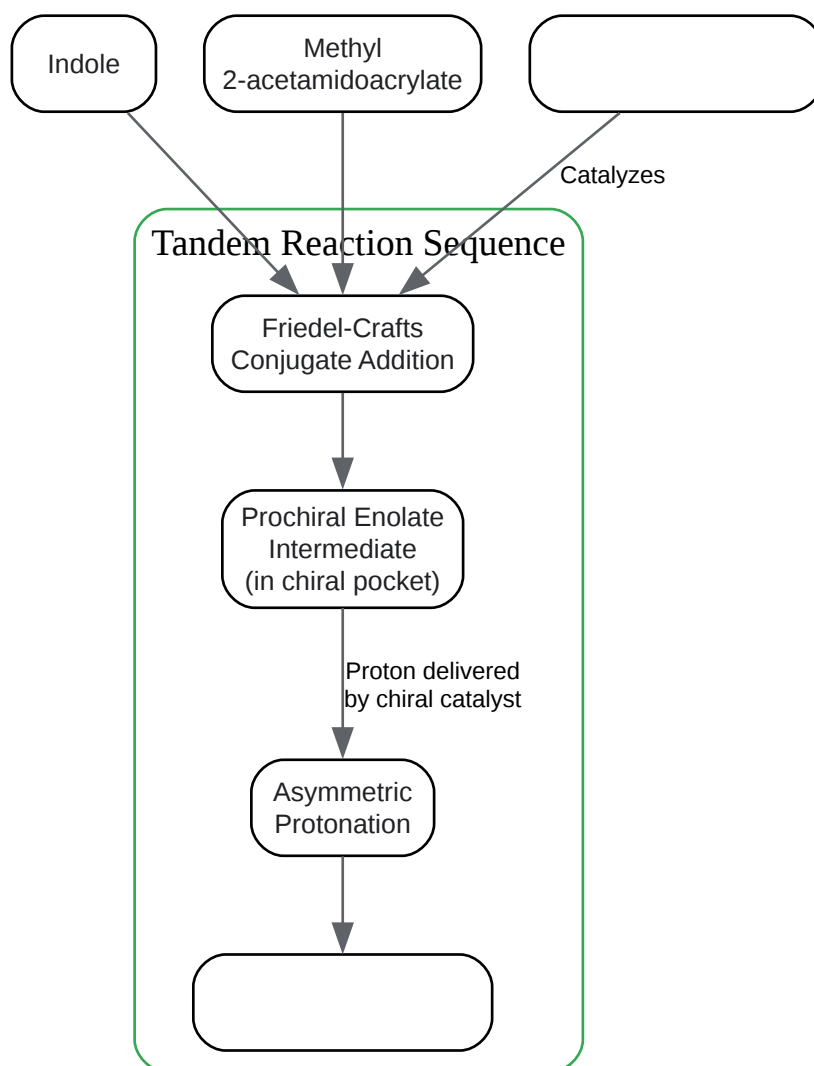 Indole
Methyl
2-acetamidoacrylate
Catalyzes
Tandem Reaction Sequence
Friedel-Crafts
Conjugate Addition
Prochiral Enolate
Intermediate
(in chiral pocket)
Proton delivered
by chiral catalyst
Asymmetric
Protonation